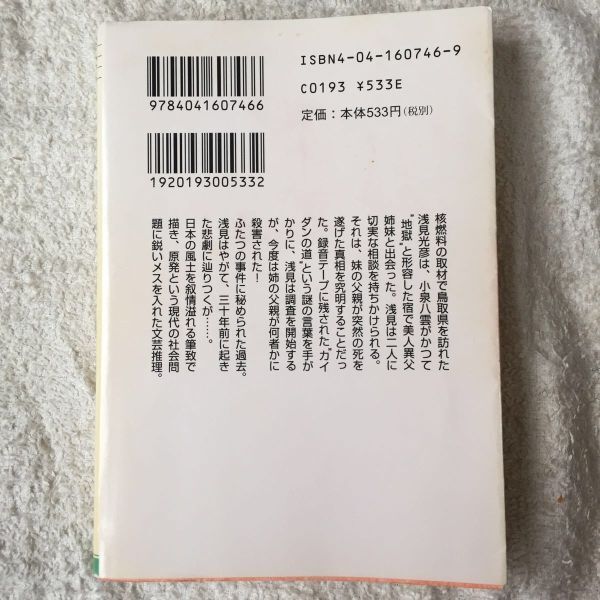 ISBN4-04-160746-9
C0193 ¥533E
定価：本体533円(税別)
9784041607466
1920193005332
核燃料の取材で鳥取県を訪れた
浅見光彦は、小泉八雲がかつて
"地獄"と形容した宿で美人異父
姉妹と出会った。浅見は二人に
切実な相談を持ちかけられる。
それは、妹の父親が突然の死を
遂げた真相を究明することだっ
た。録音テープに残された"カイ
ダンの道"という謎の言葉を手が
かりに、浅見は調査を開始する
が、今度は姉の父親が何者かに
殺害された！
ふたつの事件に秘められた過去。
浅見はやがて、三十年前に起き
た悲劇に辿りつくが……。
日本の風土を叙情溢れる筆致で
描き、原発という現代の社会問
題に鋭いメスを入れた文芸推理。